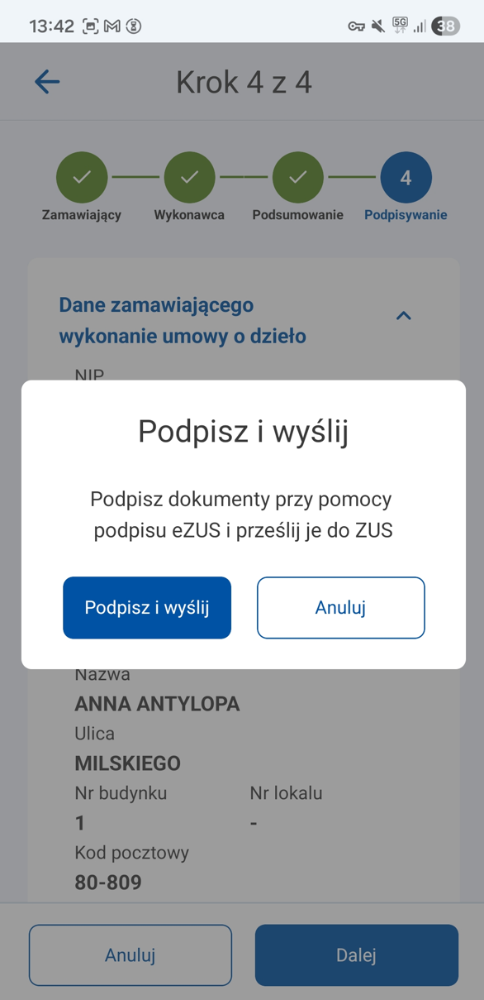 13:42
5G
38
Krok 4 z 4
4
Zamawiający Wykonawca Podsumowanie Podpisywanie
Dane zamawiającego
wykonanie umowy o dzieło
NIP
Podpisz i wyślij
Podpisz dokumenty przy pomocy
podpisu eZUS i prześlij je do ZUS
Podpisz i wyślij Anuluj
Nazwa
ANNA ANTYLOPA
Ulica
MILSKIEGO
Nr budynku Nr lokalu
1 -
Kod pocztowy
80-809
Anuluj Dalej